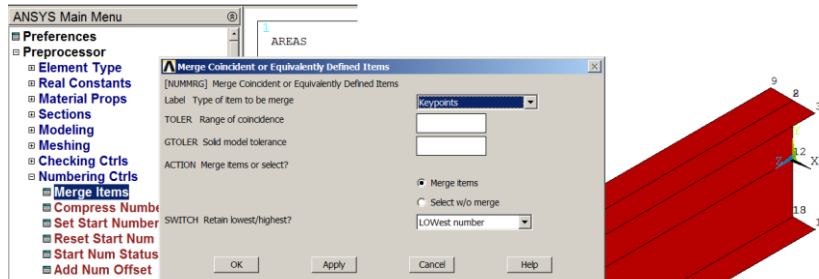 ANSYS Main Menu
Preferences
Preprocessor
Element Type
Real Constants
Material Props
Sections
Modeling
Meshing
Checking Ctrls
Numbering Ctrls
Merge Items
Compress Numbe
Set Start Number
Reset Start Num
Start Num Status
Add Num Offset
1
AREAS
Merge Coincident or Equivalently Defined Items
[NUMMRG] Merge Coincident or Equivalently Defined Items
Label Type of item to be merge
Keypoints
TOLER Range of coincidence
GTOLER Solid model tolerance
ACTION Merge items or select?
Merge items
Select w/o merge
SWITCH Retain lowest/highest?
LOWest number
OK Apply Cancel Help
9
3
Y
12
Z X
18